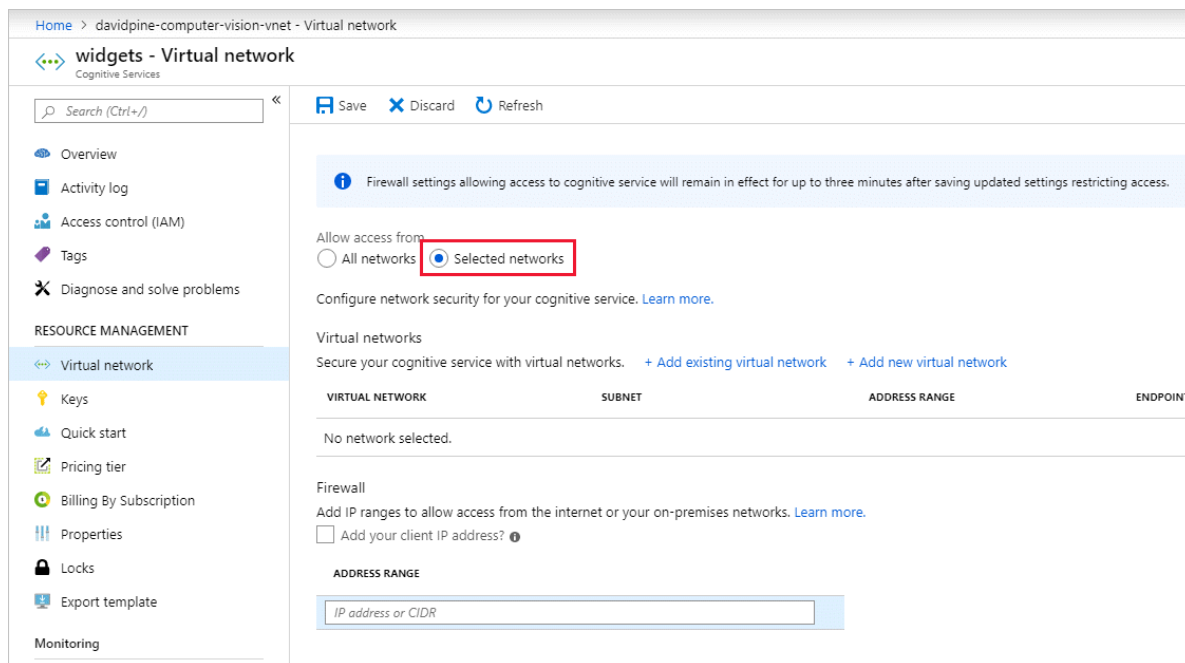 Home > davidpine-computer-vision-vnet - Virtual network
widgets - Virtual network
Cognitive Services
Search (Ctrl+/)
«
Overview
Activity log
Access control (IAM)
Tags
Diagnose and solve problems
RESOURCE MANAGEMENT
Virtual network
Keys
Quick start
Pricing tier
Billing By Subscription
Properties
Locks
Export template
Monitoring
Save Discard Refresh
Firewall settings allowing access to cognitive service will remain in effect for up to three minutes after saving updated settings restricting access.
Allow access from
All networks Selected networks
Configure network security for your cognitive service. Learn more.
Virtual networks
Secure your cognitive service with virtual networks. + Add existing virtual network + Add new virtual network
VIRTUAL NETWORK SUBNET ADDRESS RANGE ENDPOINT
No network selected.
Firewall
Add IP ranges to allow access from the internet or your on-premises networks. Learn more.
Add your client IP address?
ADDRESS RANGE
IP address or CIDR